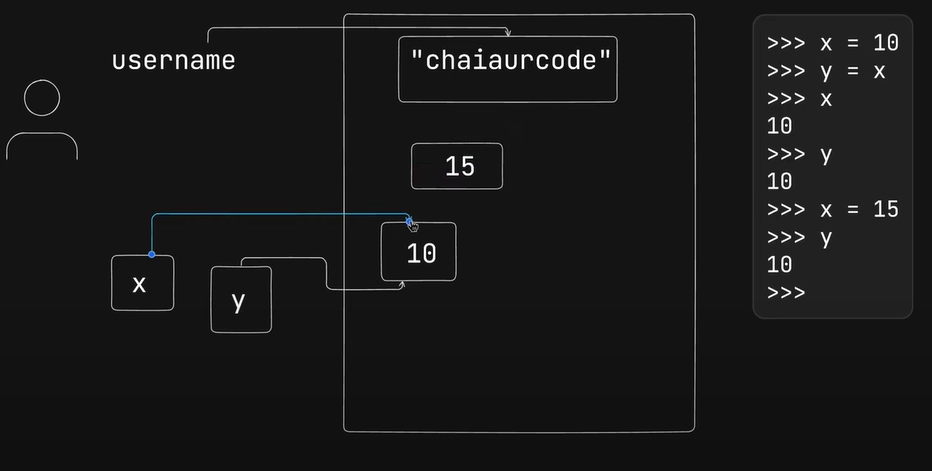 username
"chaiaurcode"
15
10
x
y
>>> x = 10
>>> y = x
>>> x
10
>>> y
10
>>> x = 15
>>> y
10
>>>